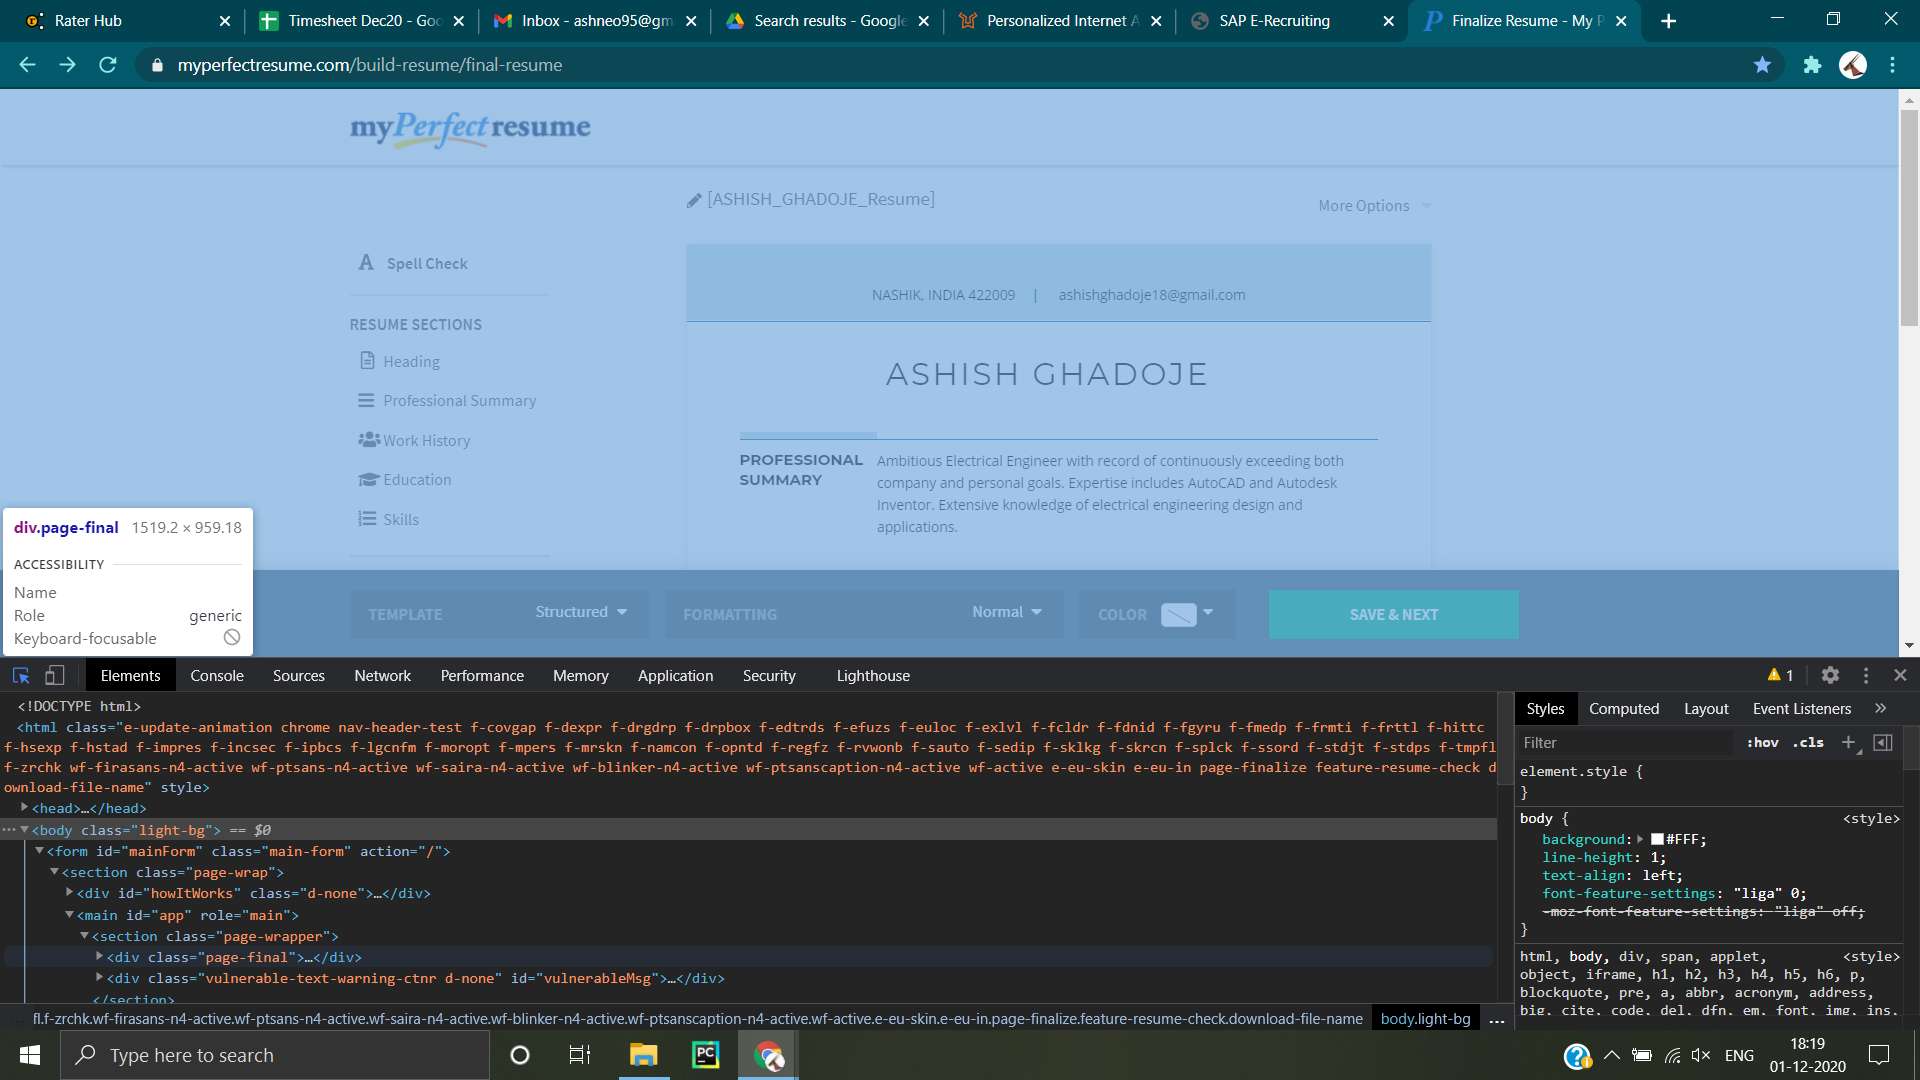 Rater Hub
Timesheet Dec20 - Goo
Inbox - ashneo95@gm
Search results - Google
Personalized Internet A
SAP E-Recruiting
Finalize Resume - My P
myperfectresume.com/build-resume/final-resume
myPerfectresume
[ASHISH_GHADOJE_Resume]
More Options
Spell Check
RESUME SECTIONS
Heading
Professional Summary
Work History
Education
Skills
NASHIK, INDIA 422009 | ashishghadoje18@gmail.com
ASHISH GHADOJE
PROFESSIONAL SUMMARY
Ambitious Electrical Engineer with record of continuously exceeding both
company and personal goals. Expertise includes AutoCAD and Autodesk
Inventor. Extensive knowledge of electrical engineering design and
applications.
div.page-final 1519.2 × 959.18
ACCESSIBILITY
Name
Role generic
Keyboard-focusable
TEMPLATE Structured
FORMATTING Normal
COLOR
SAVE & NEXT
Elements Console Sources Network Performance Memory Application Security Lighthouse
1
<!DOCTYPE html>
<html class="e-update-animation chrome nav-header-test f-covgap f-dexpr f-drgdrp f-drpbox f-edtrds f-efuzs f-euloc f-exlvl f-fcldr f-fdnid f-fgyru f-fmedp f-frmti f-frttl f-hittc
f-hsexp f-hstad f-impres f-incsec f-ipbcs f-lgcnfm f-moropt f-mpers f-mrskn f-namcon f-opntd f-regfz f-rvwonb f-sauto f-sedip f-sklkg f-skrcn f-splck f-ssord f-stdjt f-stdps f-tmpfl
f-zrchk wf-firasans-n4-active wf-ptsans-n4-active wf-saira-n4-active wf-blinker-n4-active wf-ptsanscaption-n4-active wf-active e-eu-skin e-eu-in page-finalize feature-resume-check d
ownload-file-name" style>
<head>…</head>
<body class="light-bg"> == $0
<form id="mainForm" class="main-form" action="/">
<section class="page-wrap">
<div id="howItWorks" class="d-none">…</div>
<main id="app" role="main">
<section class="page-wrapper">
<div class="page-final">…</div>
<div class="vulnerable-text-warning-ctnr d-none" id="vulnerableMsg">…</div>
</section>
fl.f-zrchk.wf-firasans-n4-active.wf-ptsans-n4-active.wf-saira-n4-active.wf-blinker-n4-active.wf-ptsanscaption-n4-active.wf-active.e-eu-skin.e-eu-in.page-finalize.feature-resume-check.download-file-name body.light-bg ...
Styles Computed Layout Event Listeners »
Filter :hov .cls +
element.style {
}
body { <style>
background: #FFF;
line-height: 1;
text-align: left;
font-feature-settings: "liga" 0;
-moz-font-feature-settings: "liga" off;
}
html, body, div, span, applet, <style>
object, iframe, h1, h2, h3, h4, h5, h6, p,
blockquote, pre, a, abbr, acronym, address,
big, cite, code, del, dfn, em, font, img, ins,
Type here to search
PC
ENG
18:19
01-12-2020